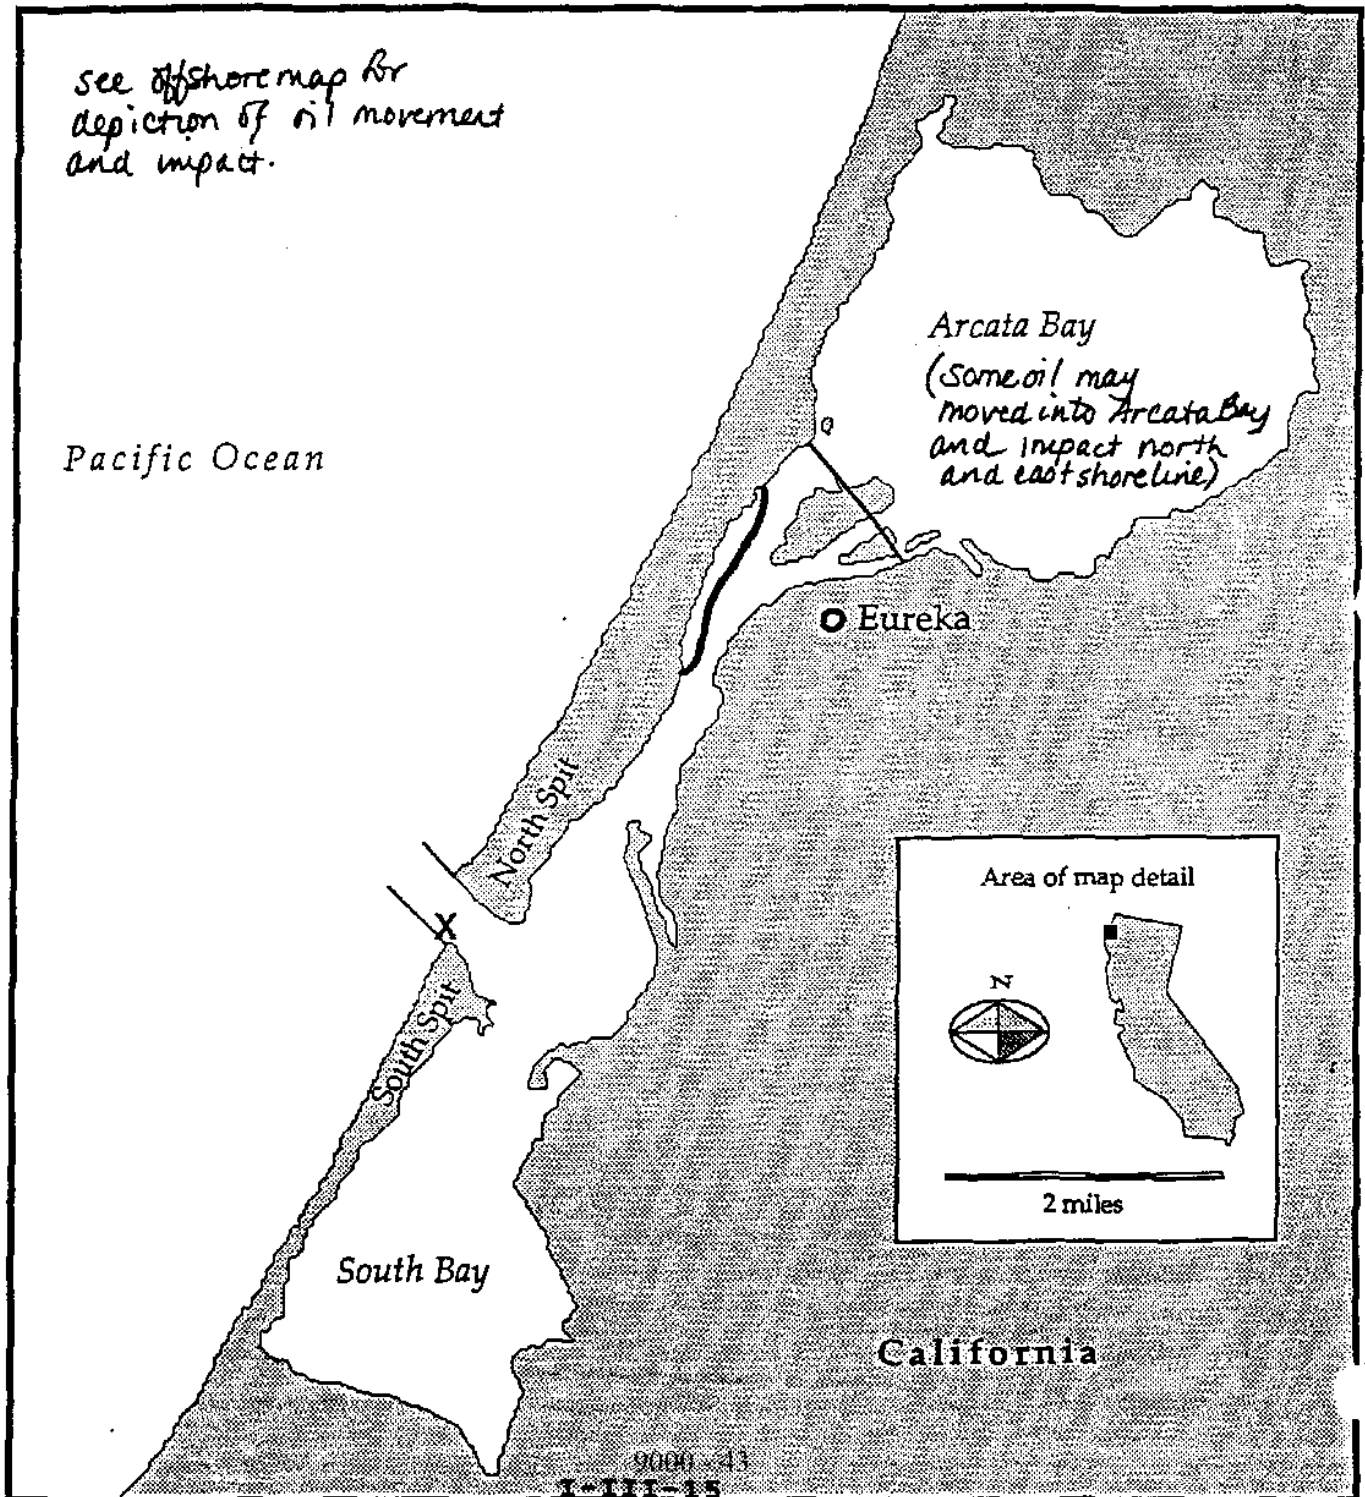 see offshore map for
depiction of oil movement
and impact.
Arcata Bay
(some oil may
moved into Arcata Bay
and impact north
and east shoreline)
Pacific Ocean
Eureka
North Spit
X
South Spit
Area of map detail
N
2 miles
South Bay
California
9000 - 43
I-III-15